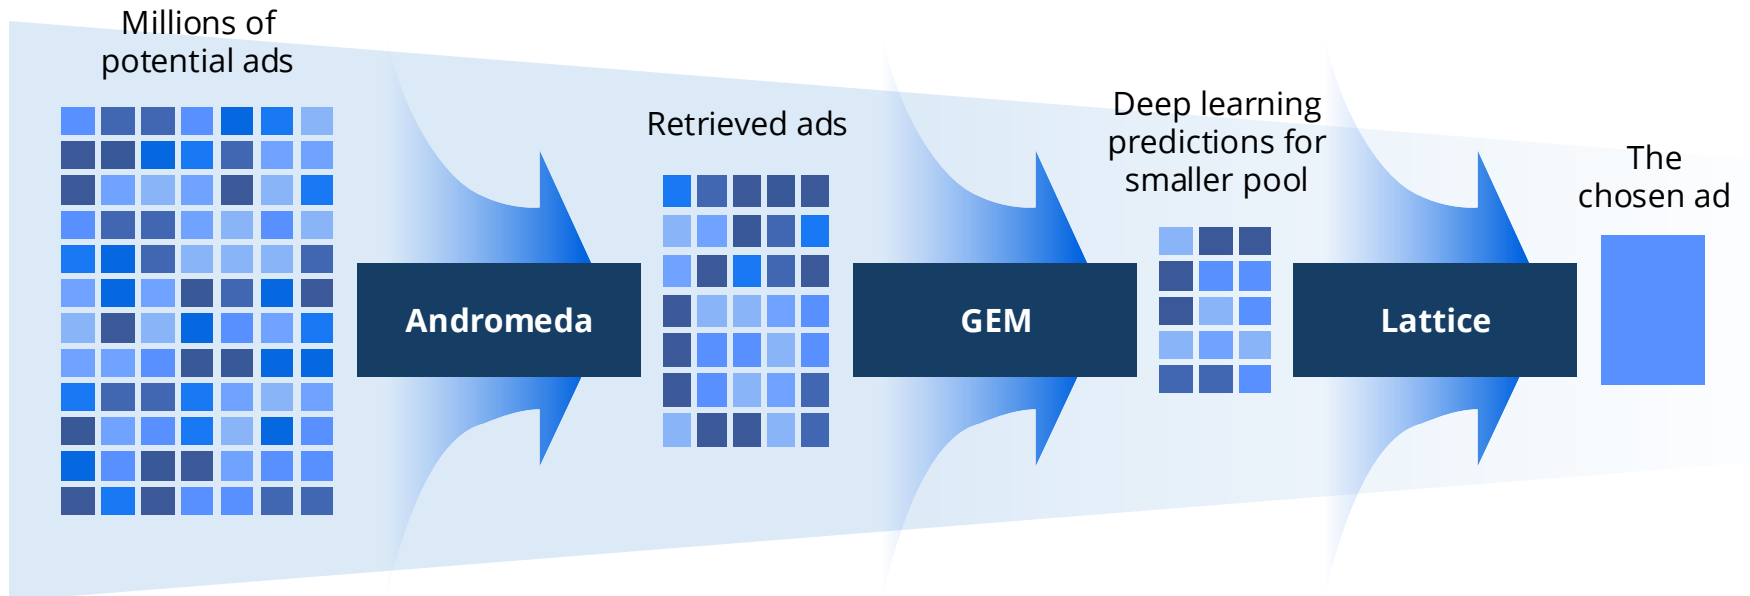 Millions of
potential ads
Andromeda
Retrieved ads
GEM
Deep learning
predictions for
smaller pool
Lattice
The
chosen ad